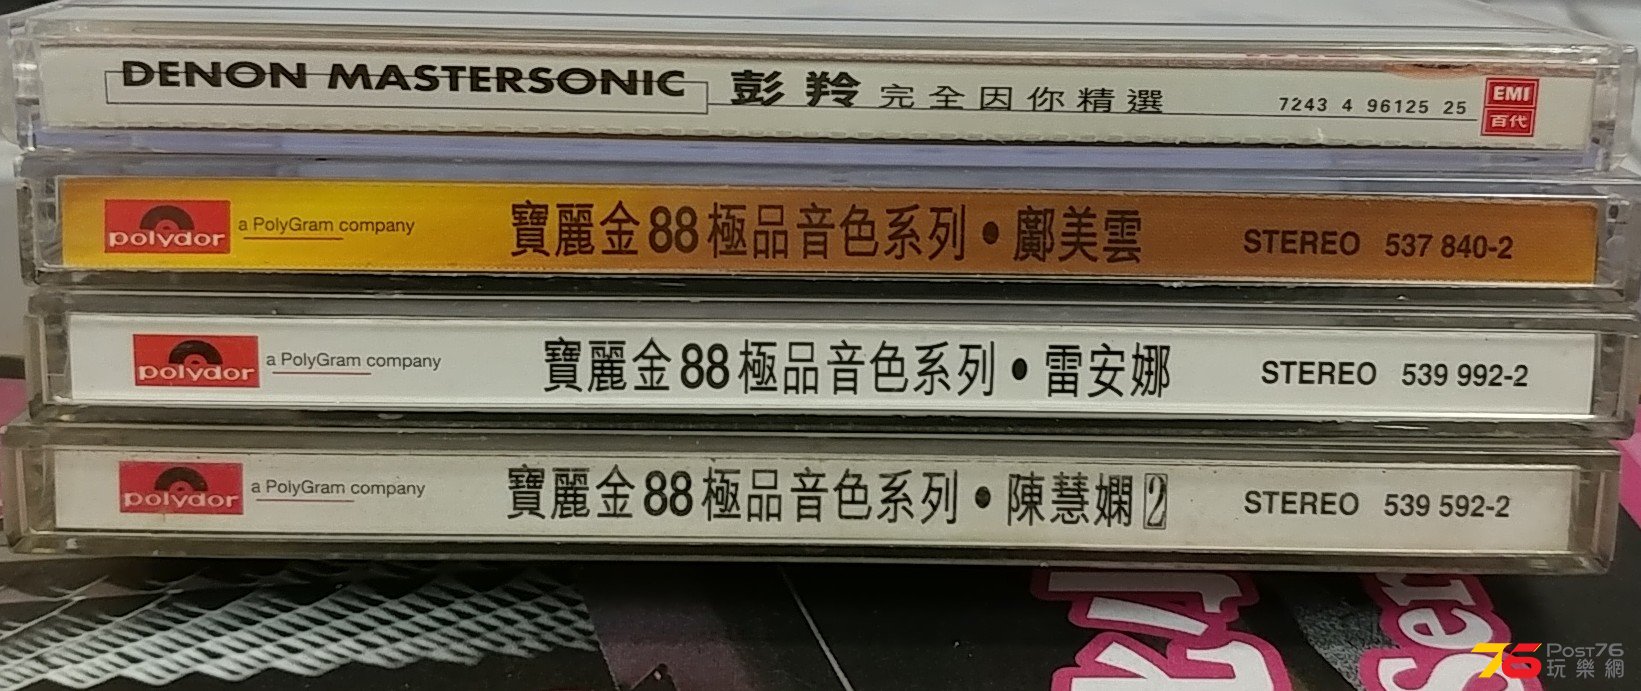 DENON MASTERSONIC 彭羚 完全因你精選 7243 4 96125 25 EMI 百代
polydor a PolyGram company 寶麗金88極品音色系列・鄺美雲 STEREO 537 840-2
polydor a PolyGram company 寶麗金88極品音色系列・雷安娜 STEREO 539 992-2
polydor a PolyGram company 寶麗金88極品音色系列・陳慧嫻2 STEREO 539 592-2
76 POST76
玩樂網